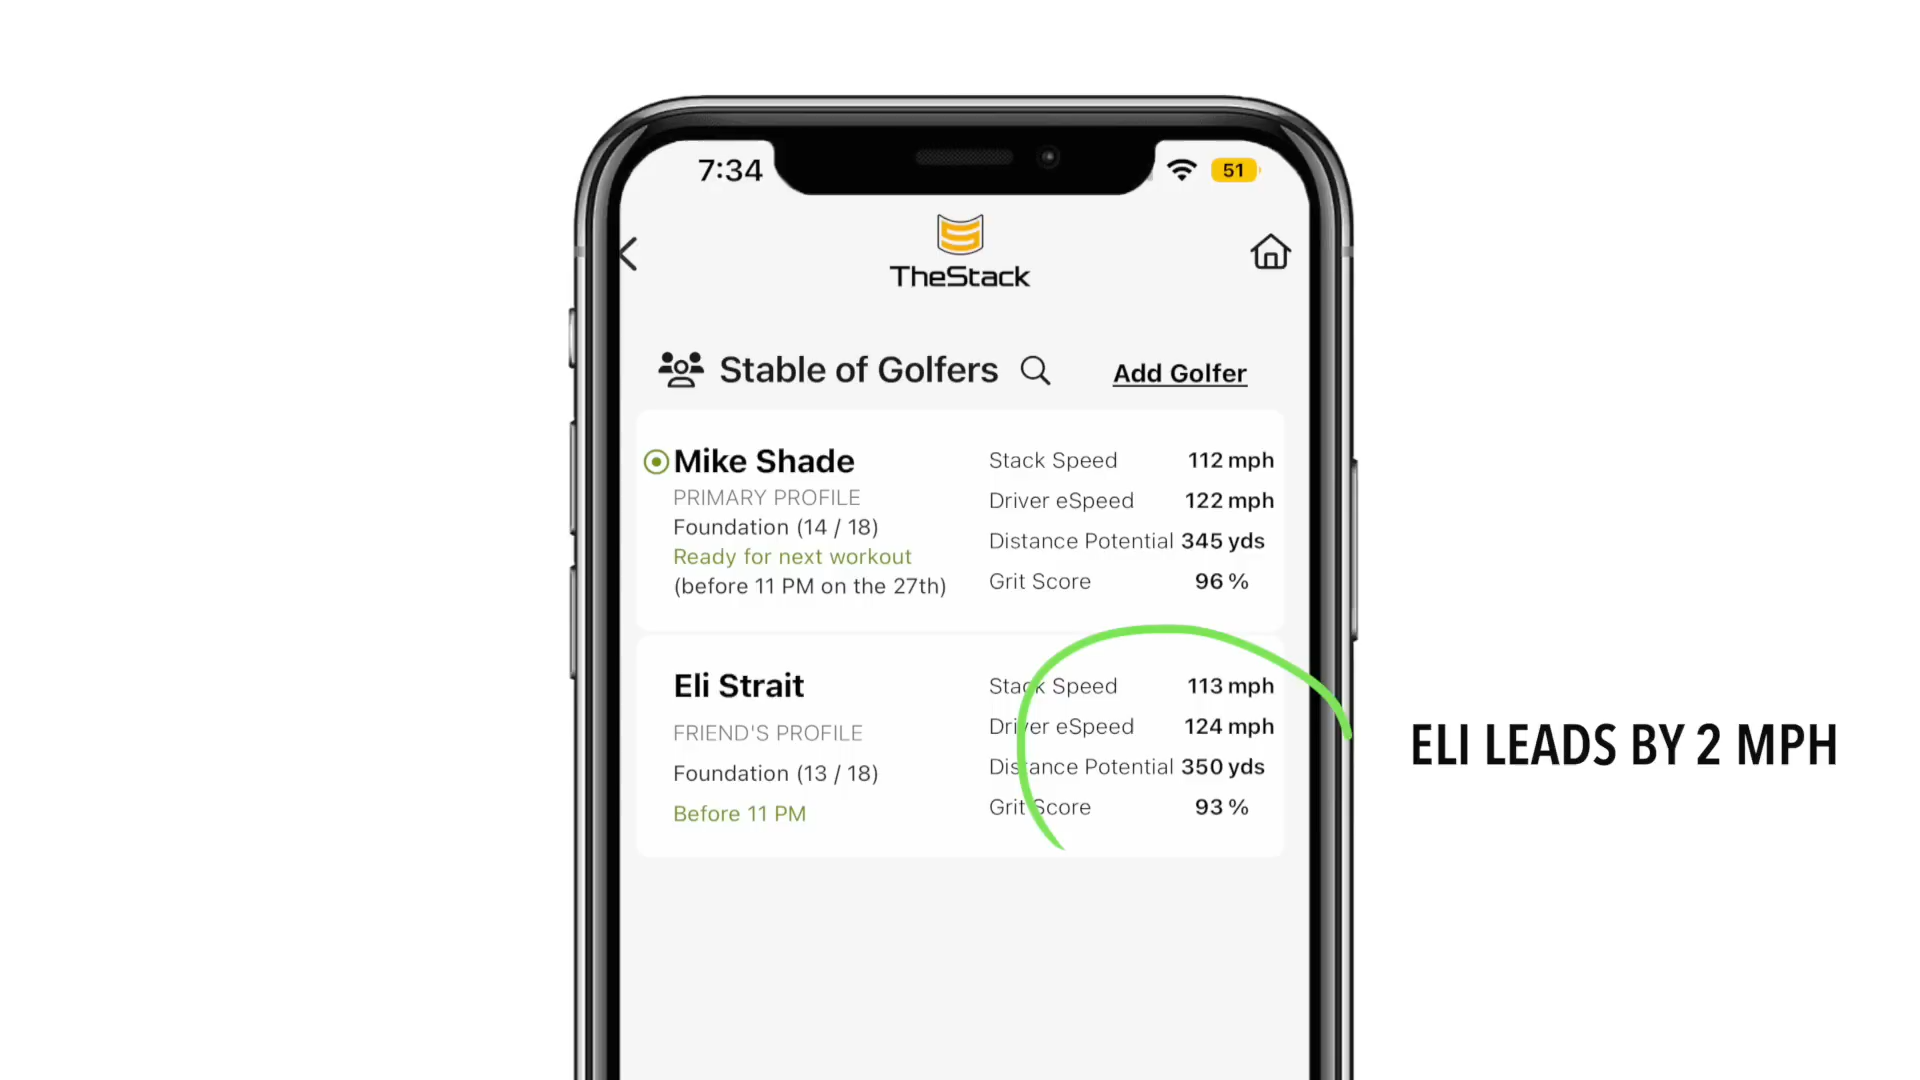 7:34
51
TheStack
Stable of Golfers
Add Golfer
Mike Shade
PRIMARY PROFILE
Foundation (14 / 18)
Ready for next workout
(before 11 PM on the 27th)
Stack Speed 112 mph
Driver eSpeed 122 mph
Distance Potential 345 yds
Grit Score 96 %
Eli Strait
FRIEND'S PROFILE
Foundation (13 / 18)
Before 11 PM
Stack Speed 113 mph
Driver eSpeed 124 mph
Distance Potential 350 yds
Grit Score 93 %
ELI LEADS BY 2 MPH